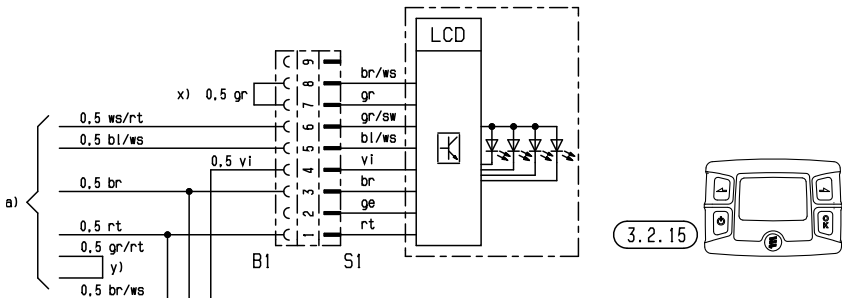 LCD
9
br/ws
8
x) 0,5 gr
gr
7
0,5 ws/rt
gr/sw
6
0,5 bl/ws
bl/ws
5
0,5 vi
vi
4
0,5 br
br
3
a)
ge
2
0,5 rt
rt
1
3.2.15
OK
0,5 gr/rt
y)
B1
S1
0,5 br/ws